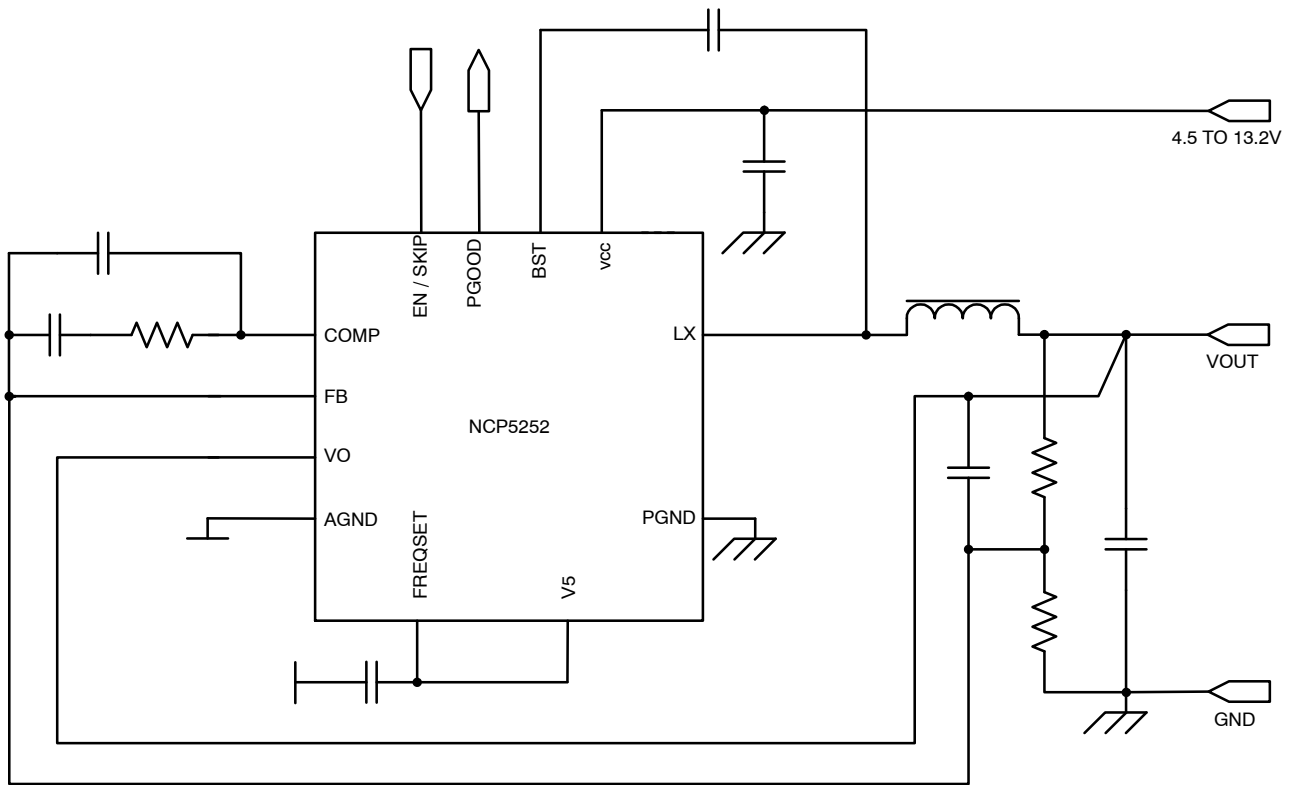 4.5 TO 13.2V
EN / SKIP
PGOOD
BST
vcc
COMP
LX
VOUT
FB
NCP5252
VO
AGND
PGND
FREQSET
V5
GND